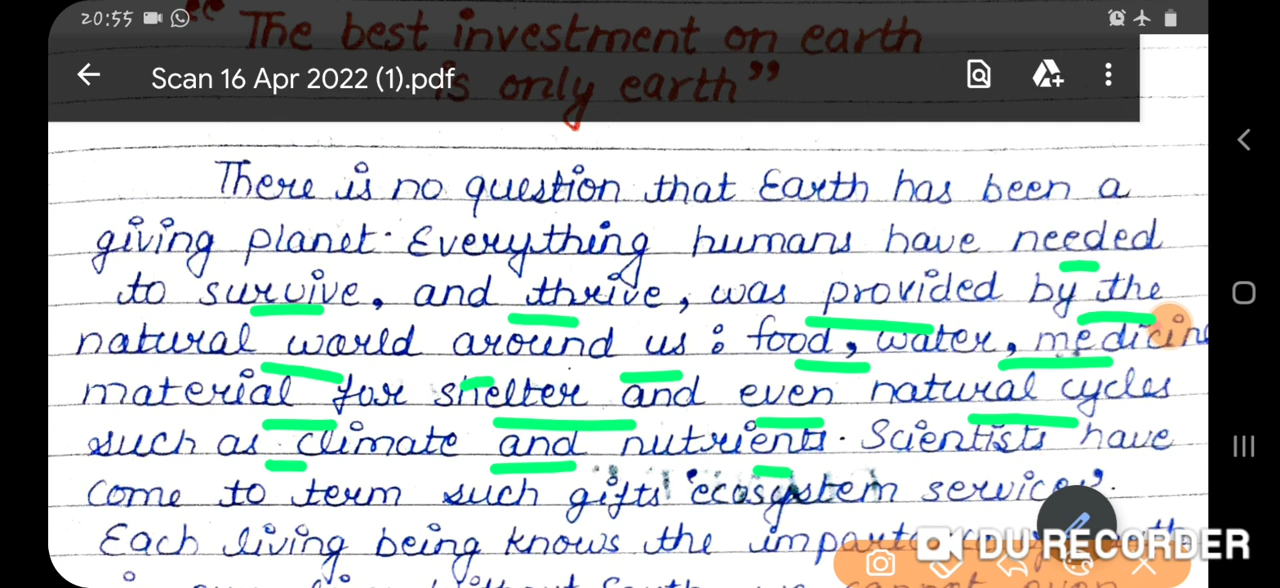 20:55
“ The best investment on earth
Scan 16 Apr 2022 (1).pdf
is only earth”
There is no question that Earth has been a
giving planet. Everything humans have needed
to survive, and thrive, was provided by the
natural world around us: food, water, medicine
material for shelter and even natural cycles
such as climate and nutrients. Scientists have
come to term such gifts 'ecosystem services'.
Each living being knows the
DU RECORDER